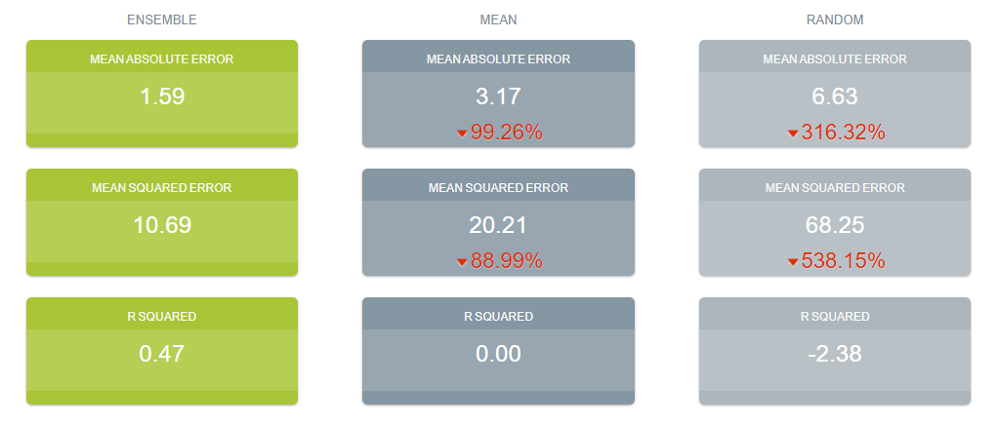 ENSEMBLE
MEAN
RANDOM
MEAN ABSOLUTE ERROR
1.59
MEAN ABSOLUTE ERROR
3.17
99.26%
MEAN ABSOLUTE ERROR
6.63
316.32%
MEAN SQUARED ERROR
10.69
MEAN SQUARED ERROR
20.21
88.99%
MEAN SQUARED ERROR
68.25
538.15%
R SQUARED
0.47
R SQUARED
0.00
R SQUARED
-2.38